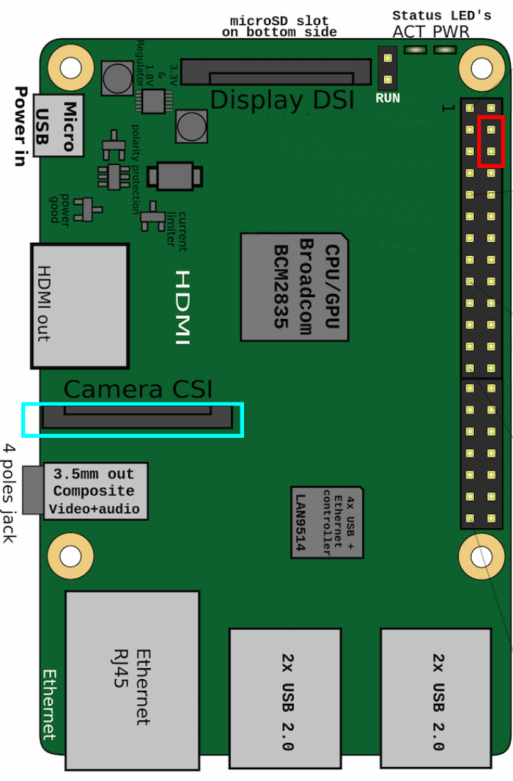 microSD slot
on bottom side
Status LED's
ACT PWR
RUN
1
Regulator
1.8V
&
3.3V
Display DSI
Power in
Micro
USB
polarity protection
power
good
current
limiter
HDMI out
HDMI
CPU/GPU
Broadcom
BCM2835
Camera CSI
4 poles jack
3.5mm out
Composite
Video+audio
4x USB +
Ethernet
controller
LAN9514
Ethernet
Ethernet
RJ45
2x USB 2.0
2x USB 2.0